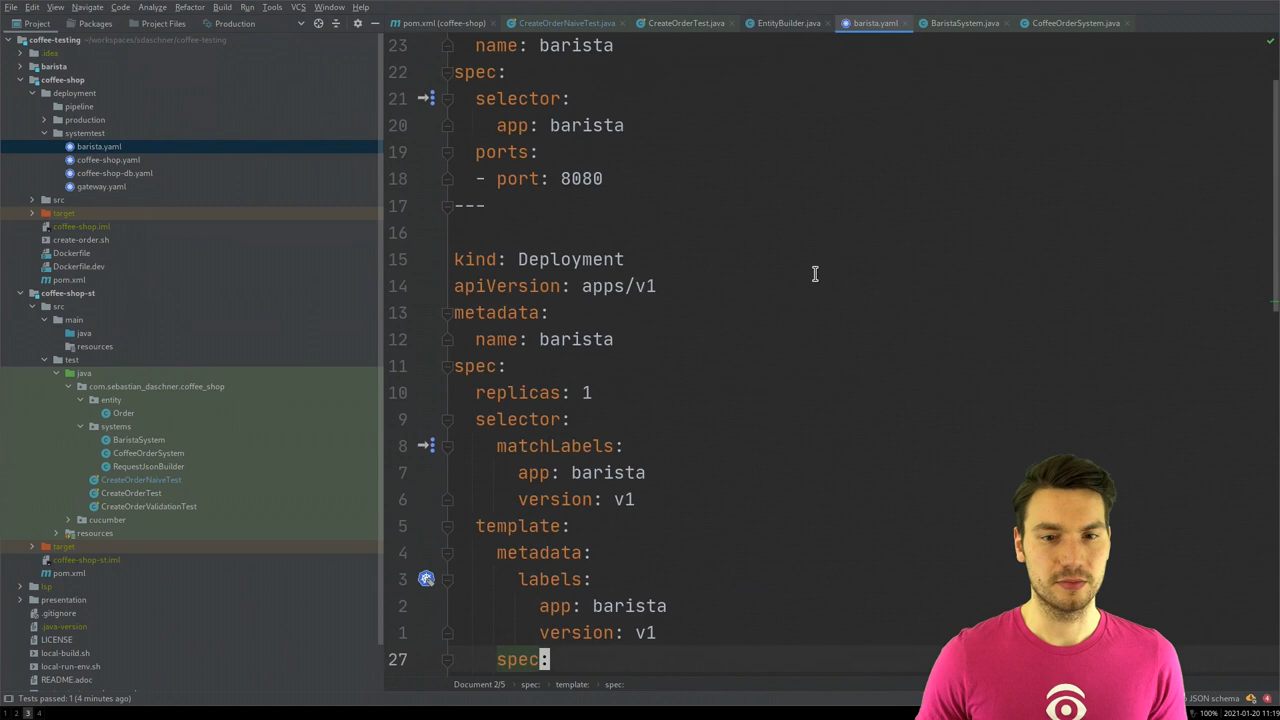 File Edit View Navigate Code Analyze Refactor Build Run Tools VCS Window Help
Project
Packages
Project Files
Production
pom.xml (coffee-shop)
CreateOrderNaiveTest.java
CreateOrderTest.java
EntityBuilder.java
barista.yaml
BaristaSystem.java
CoffeeOrderSystem.java
coffee-testing ~/workspaces/sdaschner/coffee-testing
.idea
barista
coffee-shop
deployment
pipeline
production
systemtest
barista.yaml
coffee-shop.yaml
coffee-shop-db.yaml
gateway.yaml
src
target
coffee-shop.iml
create-order.sh
Dockerfile
Dockerfile.dev
pom.xml
coffee-shop-st
src
main
java
resources
test
java
com.sebastian_daschner.coffee_shop
entity
Order
systems
BaristaSystem
CoffeeOrderSystem
RequestJsonBuilder
CreateOrderNaiveTest
CreateOrderTest
CreateOrderValidationTest
cucumber
resources
target
coffee-shop-st.iml
pom.xml
lsp
presentation
.gitignore
.java-version
LICENSE
local-build.sh
local-run-env.sh
README.adoc
23 name: barista
22 spec:
21 selector:
20 app: barista
19 ports:
18 - port: 8080
17 ---
16
15 kind: Deployment
14 apiVersion: apps/v1
13 metadata:
12 name: barista
11 spec:
10 replicas: 1
9 selector:
8 matchLabels:
7 app: barista
6 version: v1
5 template:
4 metadata:
3 labels:
2 app: barista
1 version: v1
27 spec:
Document 2/5 spec: template: spec:
Tests passed: 1 (4 minutes ago)
JSON schema
4
1 2 3 4
100% 2021-01-20 11:19